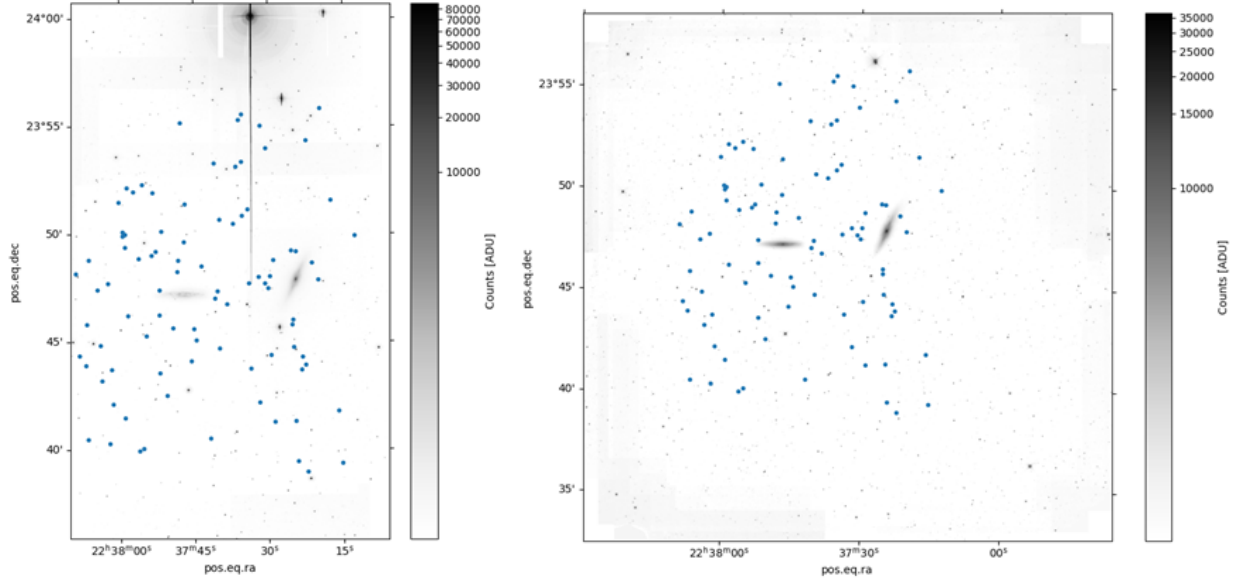 24°00'
23°55'
50'
45'
40'
pos.eq.dec
22ʰ38ᵐ00ˢ
37ᵐ45ˢ
30ˢ
15ˢ
pos.eq.ra
80000
70000
60000
50000
40000
30000
20000
10000
Counts [ADU]
23°55'
50'
45'
40'
35'
pos.eq.dec
22ʰ38ᵐ00ˢ
37ᵐ30ˢ
00ˢ
pos.eq.ra
35000
30000
25000
20000
15000
10000
Counts [ADU]